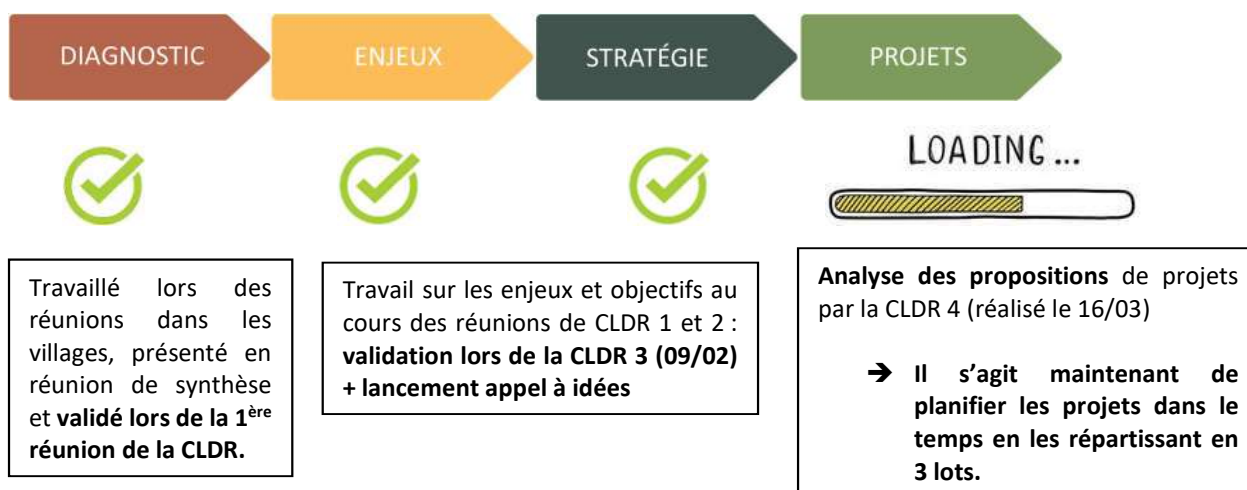 DIAGNOSTIC
ENJEUX
STRATÉGIE
PROJETS
LOADING ...
Travaillé lors des
réunions dans les
villages, présenté en
réunion de synthèse
et validé lors de la 1ère
réunion de la CLDR.
Travail sur les enjeux et objectifs au
cours des réunions de CLDR 1 et 2 :
validation lors de la CLDR 3 (09/02)
+ lancement appel à idées
Analyse des propositions de projets
par la CLDR 4 (réalisé le 16/03)
➔ Il s’agit maintenant de
planifier les projets dans le
temps en les répartissant en
3 lots.